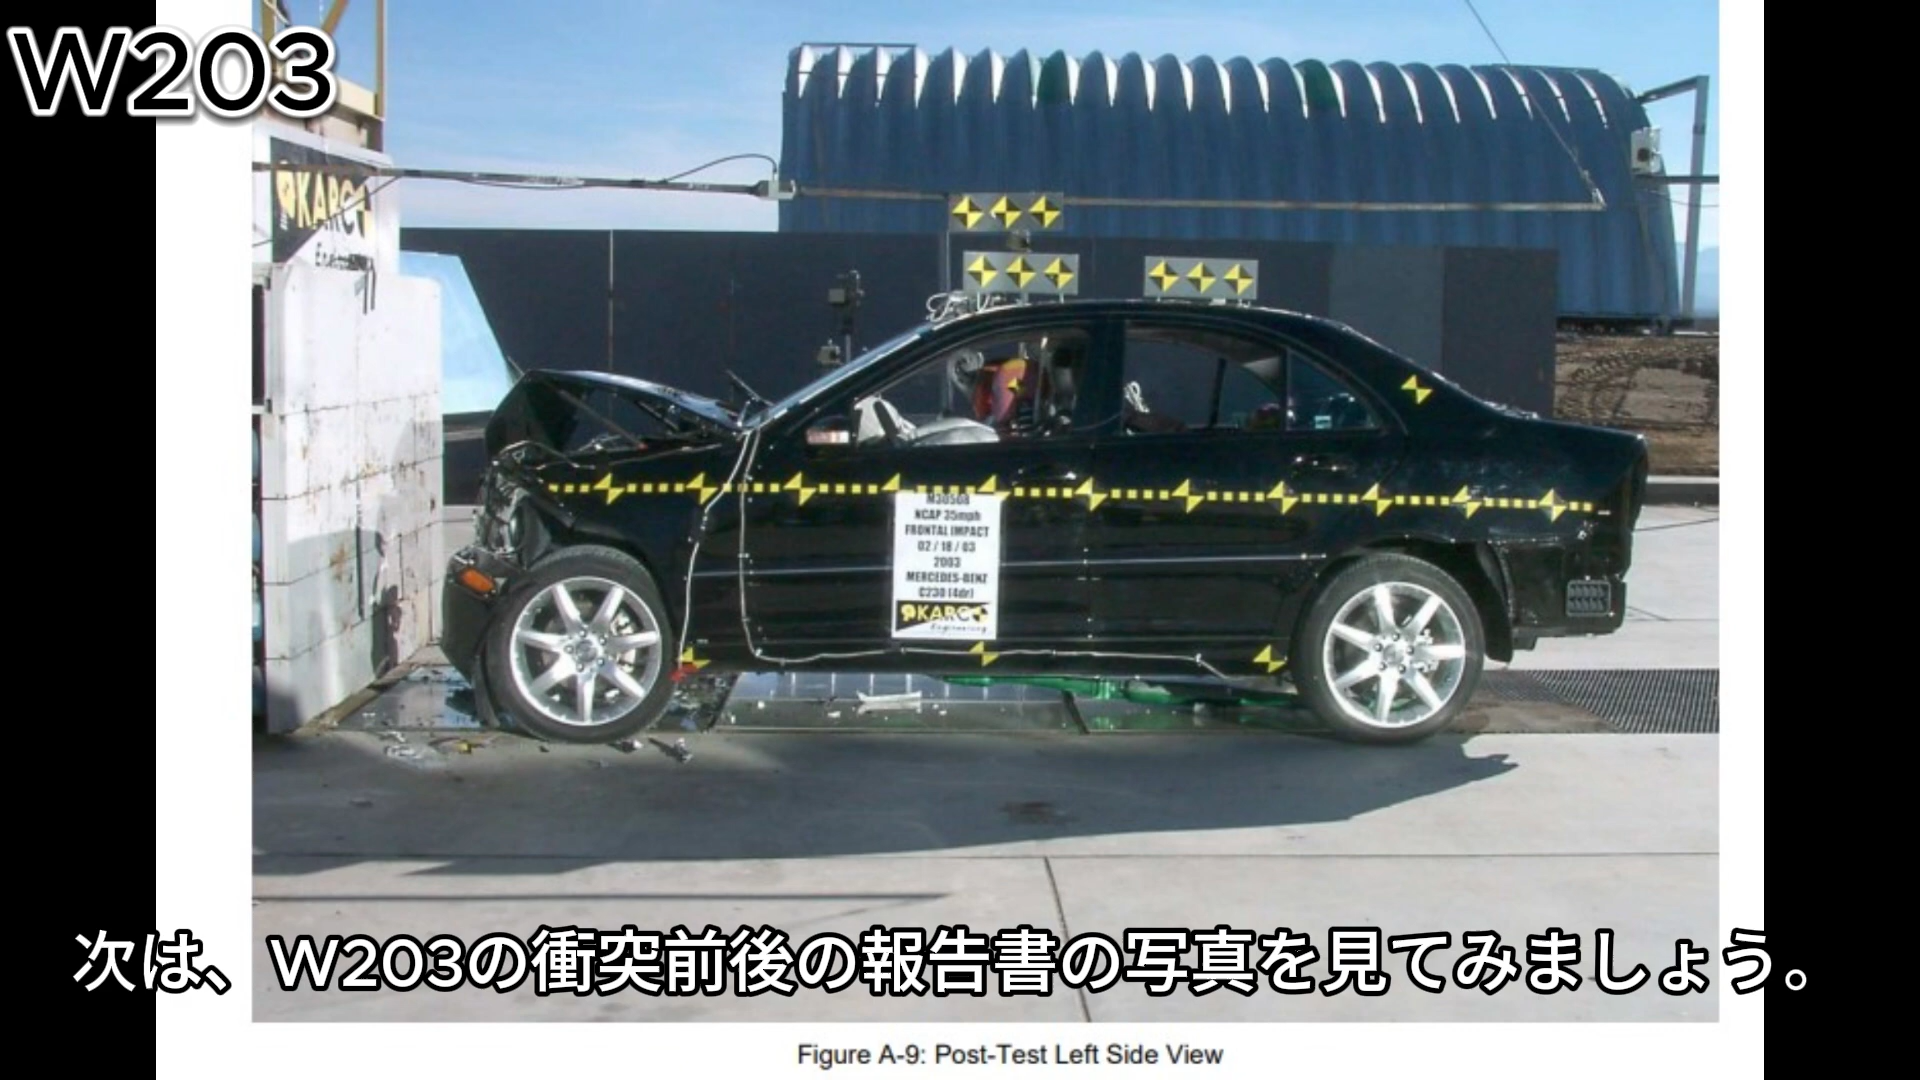 W203
KARCO
Engineering
M30508
NCAP 35mph
FRONTAL IMPACT
02 / 18 / 03
2003
MERCEDES-BENZ
C230 (4dr)
KARCO
Engineering
次は、W203の衝突前後の報告書の写真を見てみましょう。
Figure A-9: Post-Test Left Side View